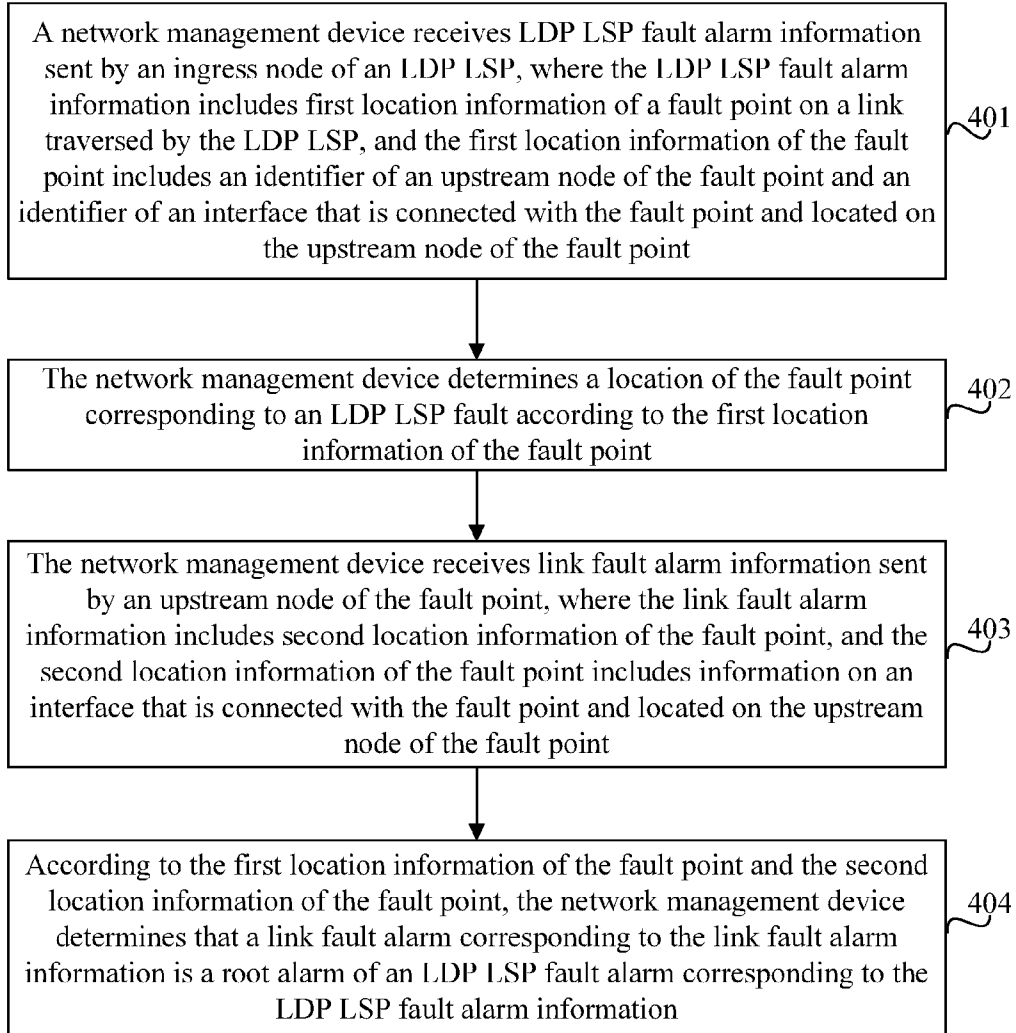 A network management device receives LDP LSP fault alarm information
sent by an ingress node of an LDP LSP, where the LDP LSP fault alarm
information includes first location information of a fault point on a link
traversed by the LDP LSP, and the first location information of the fault
point includes an identifier of an upstream node of the fault point and an
identifier of an interface that is connected with the fault point and located on
the upstream node of the fault point
401
The network management device determines a location of the fault point
corresponding to an LDP LSP fault according to the first location
information of the fault point
402
The network management device receives link fault alarm information sent
by an upstream node of the fault point, where the link fault alarm
information includes second location information of the fault point, and the
second location information of the fault point includes information on an
interface that is connected with the fault point and located on the upstream
node of the fault point
403
According to the first location information of the fault point and the second
location information of the fault point, the network management device
determines that a link fault alarm corresponding to the link fault alarm
information is a root alarm of an LDP LSP fault alarm corresponding to the
LDP LSP fault alarm information
404